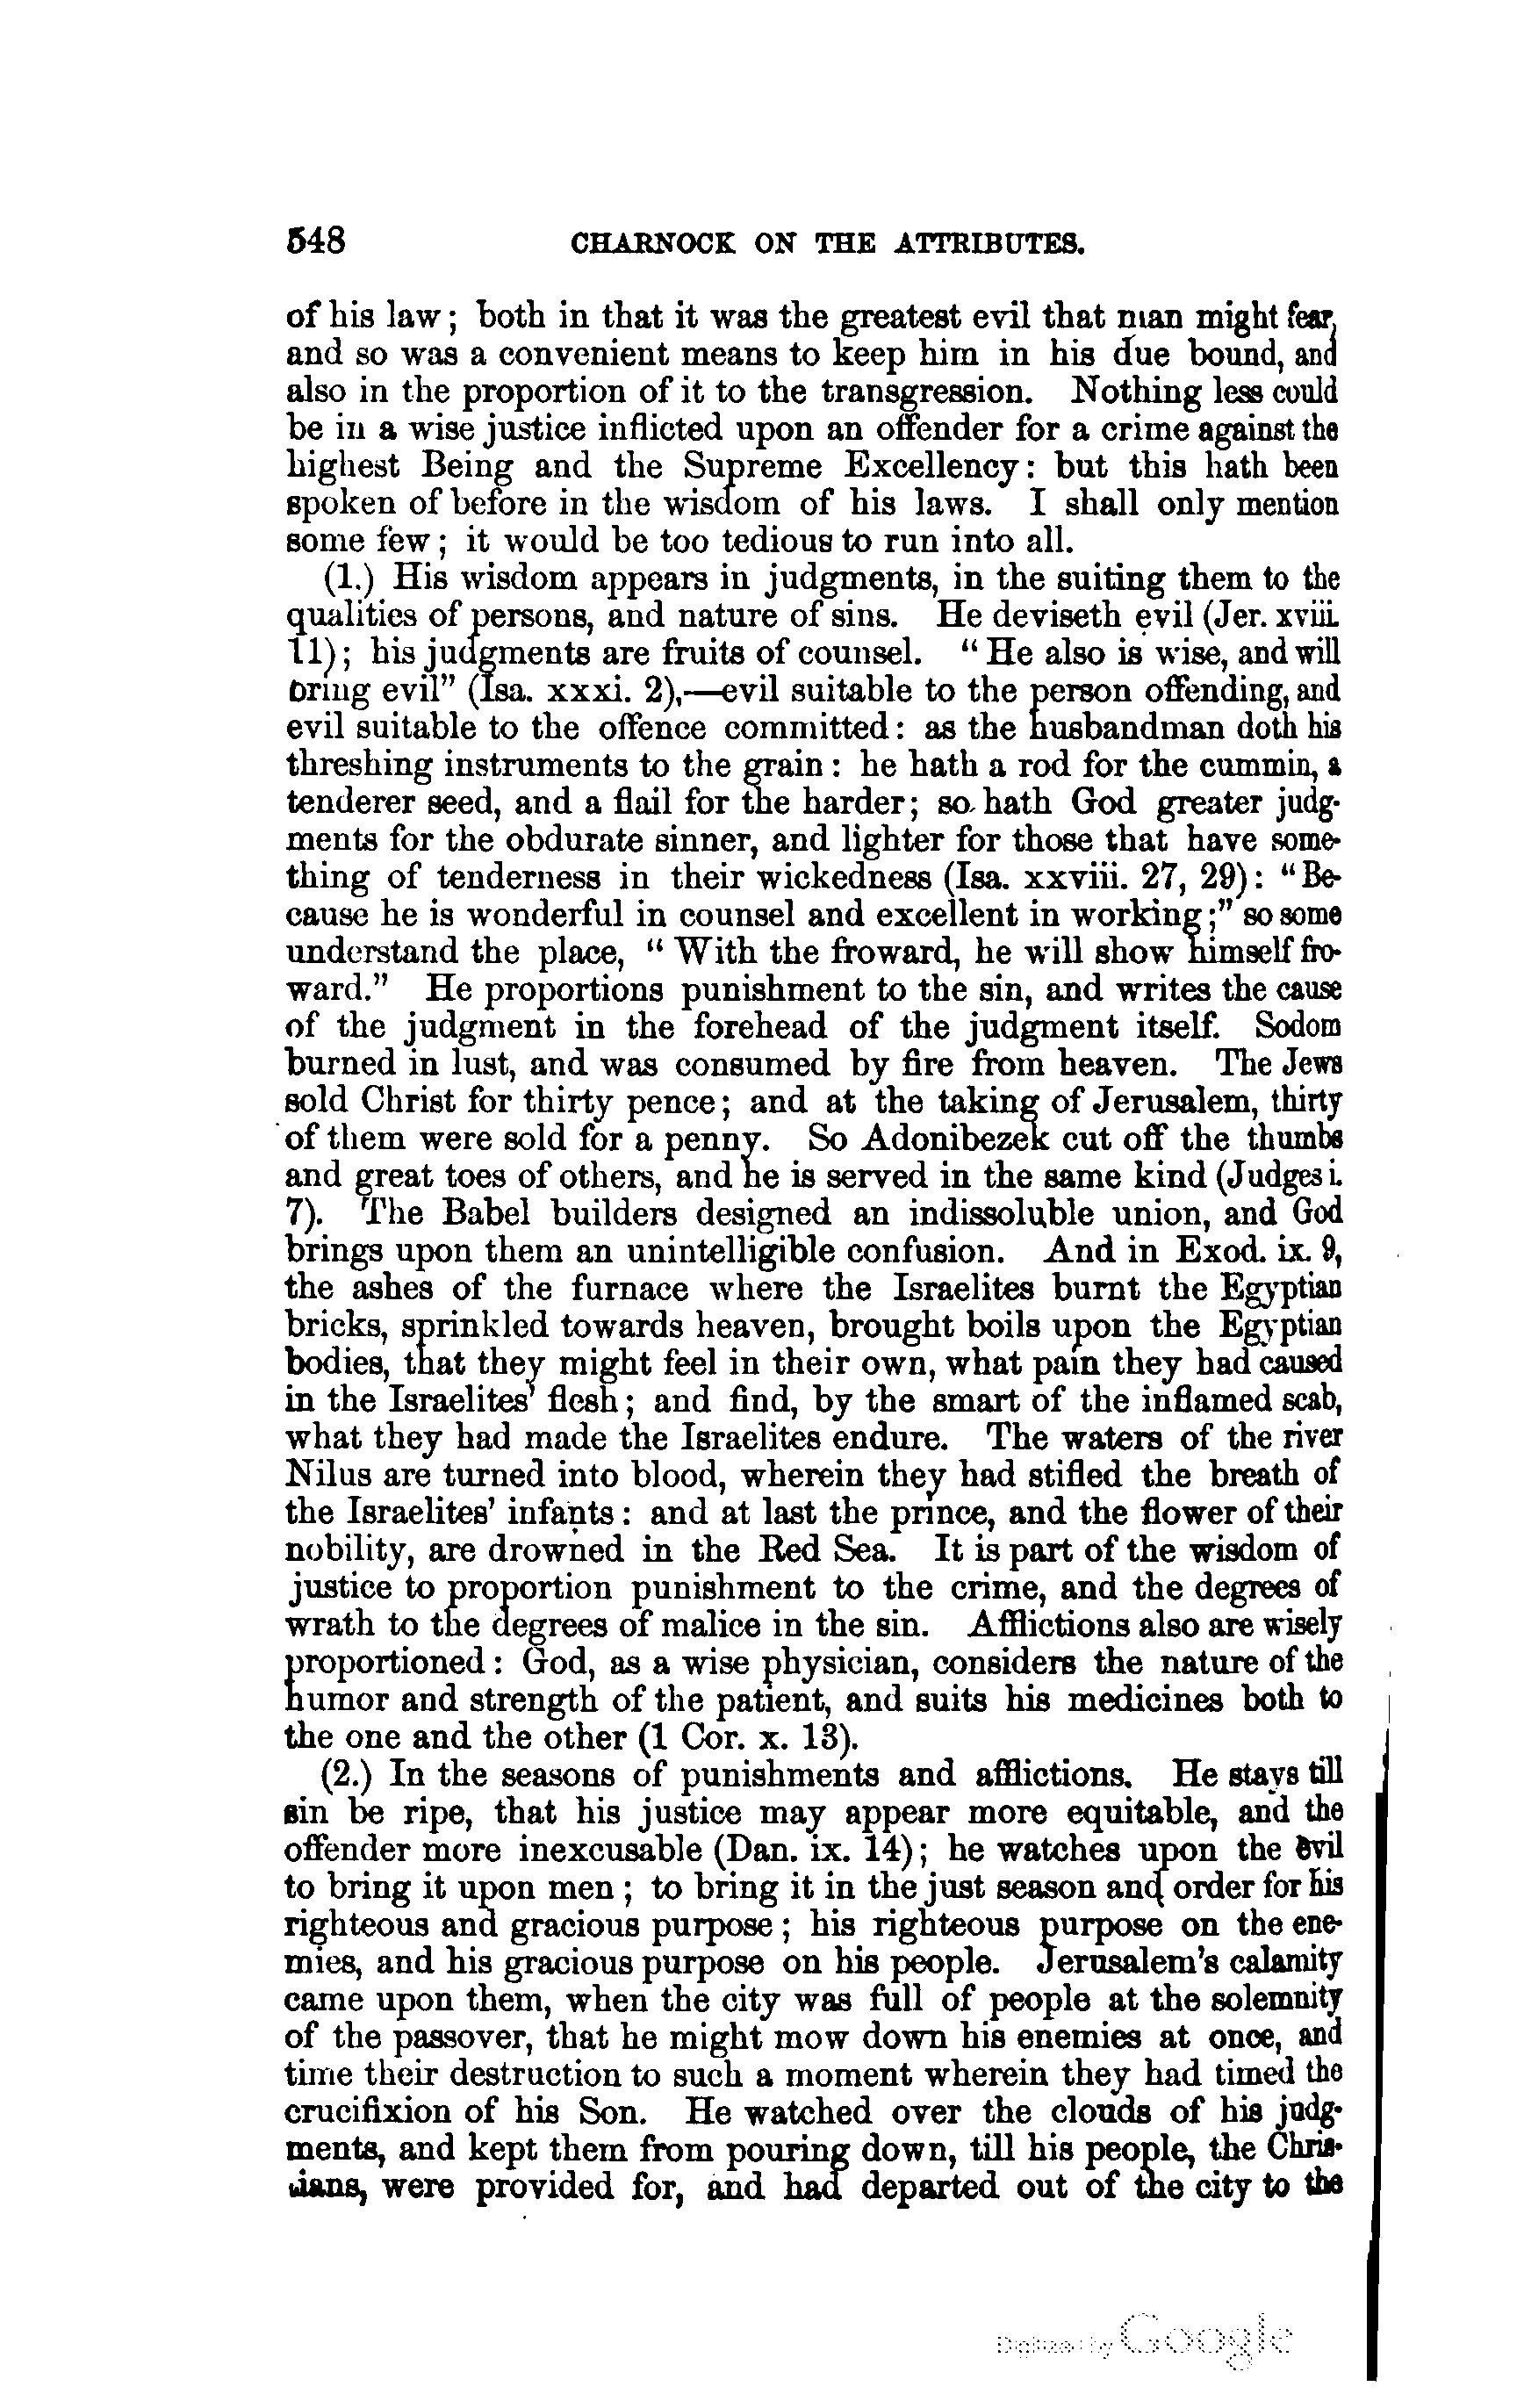 548 CHARNOCK ON THE ATTRIBUTES.
of his law; both in that it was the greatest evil that man might fear,
and so was a convenient means to keep him in his due bound, and
also in the proportion of it to the transgression. Nothing less could
be in a wise justice inflicted upon an offender for a crime against the
highest Being and the Supreme Excellency: but this hath been
spoken of before in the wisdom of his laws. I shall only mention
some few; it would be too tedious to run into all.
(1.) His wisdom appears in judgments, in the suiting them to the
qualities of persons, and nature of sins. He deviseth evil (Jer. xviii.
11); his judgments are fruits of counsel. "He also is wise, and will
bring evil" (Isa. xxxi. 2),—evil suitable to the person offending, and
evil suitable to the offence committed: as the husbandman doth his
threshing instruments to the grain: he hath a rod for the cummin, a
tenderer seed, and a flail for the harder; so hath God greater judg-
ments for the obdurate sinner, and lighter for those that have some-
thing of tenderness in their wickedness (Isa. xxviii. 27, 29): "Be-
cause he is wonderful in counsel and excellent in working;" so some
understand the place, "With the froward, he will show himself fro-
ward." He proportions punishment to the sin, and writes the cause
of the judgment in the forehead of the judgment itself. Sodom
burned in lust, and was consumed by fire from heaven. The Jews
sold Christ for thirty pence; and at the taking of Jerusalem, thirty
of them were sold for a penny. So Adonibezek cut off the thumbs
and great toes of others, and he is served in the same kind (Judges i.
7). The Babel builders designed an indissoluble union, and God
brings upon them an unintelligible confusion. And in Exod. ix. 9,
the ashes of the furnace where the Israelites burnt the Egyptian
bricks, sprinkled towards heaven, brought boils upon the Egyptian
bodies, that they might feel in their own, what pain they had caused
in the Israelites' flesh; and find, by the smart of the inflamed scab,
what they had made the Israelites endure. The waters of the river
Nilus are turned into blood, wherein they had stifled the breath of
the Israelites' infants: and at last the prince, and the flower of their
nobility, are drowned in the Red Sea. It is part of the wisdom of
justice to proportion punishment to the crime, and the degrees of
wrath to the degrees of malice in the sin. Afflictions also are wisely
proportioned: God, as a wise physician, considers the nature of the
humor and strength of the patient, and suits his medicines both to
the one and the other (1 Cor. x. 13).
(2.) In the seasons of punishments and afflictions. He stays till
sin be ripe, that his justice may appear more equitable, and the
offender more inexcusable (Dan. ix. 14); he watches upon the evil
to bring it upon men; to bring it in the just season and order for his
righteous and gracious purpose; his righteous purpose on the ene-
mies, and his gracious purpose on his people. Jerusalem's calamity
came upon them, when the city was full of people at the solemnity
of the passover, that he might mow down his enemies at once, and
time their destruction to such a moment wherein they had timed the
crucifixion of his Son. He watched over the clouds of his judg-
ments, and kept them from pouring down, till his people, the Chris-
tians, were provided for, and had departed out of the city to the
Digitized by Google